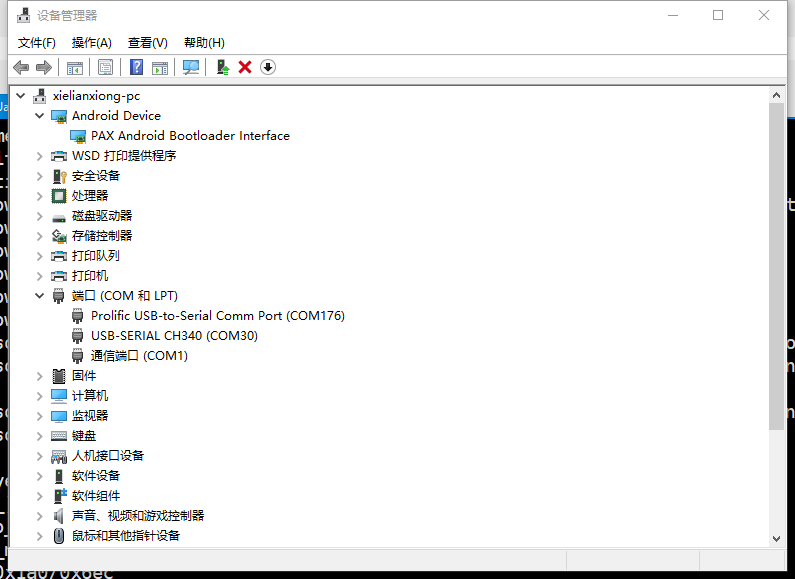 设备管理器
文件(F) 操作(A) 查看(V) 帮助(H)
xielianxiong-pc
Android Device
PAX Android Bootloader Interface
WSD 打印提供程序
安全设备
处理器
磁盘驱动器
存储控制器
打印队列
打印机
端口 (COM 和 LPT)
Prolific USB-to-Serial Comm Port (COM176)
USB-SERIAL CH340 (COM30)
通信端口 (COM1)
固件
计算机
监视器
键盘
人机接口设备
软件设备
软件组件
声音、视频和游戏控制器
鼠标和其他指针设备
0x1a0/0x6ec